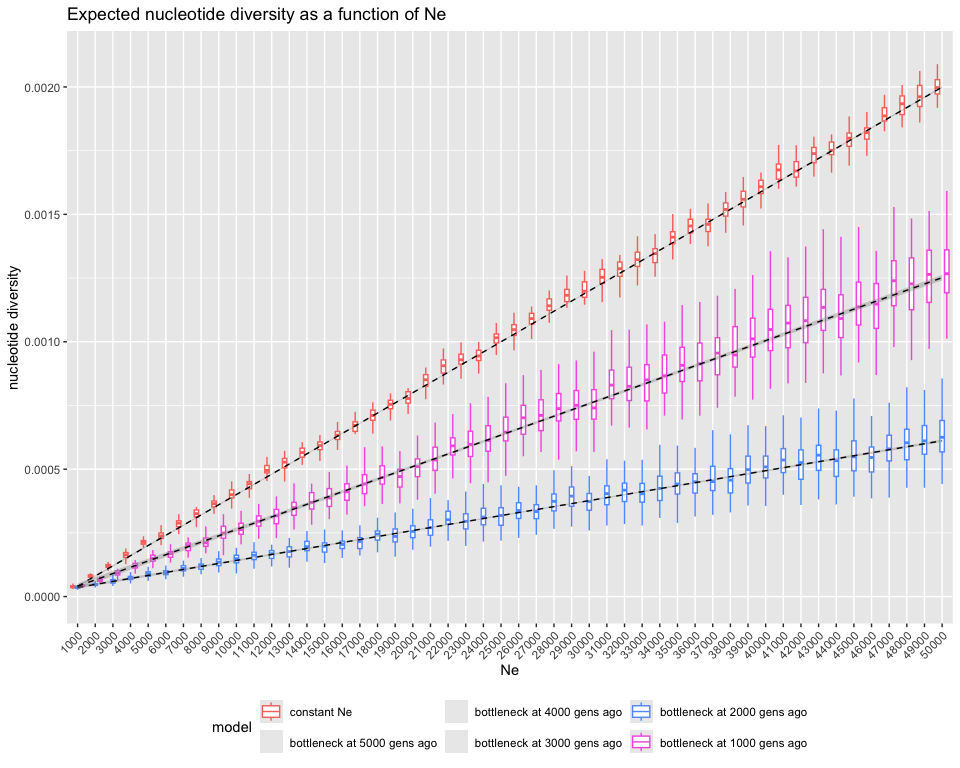 Expected nucleotide diversity as a function of Ne
nucleotide diversity
0.0020
0.0015
0.0010
0.0005
0.0000
1000 2000 3000 4000 5000 6000 7000 8000 9000 10000 11000 12000 13000 14000 15000 16000 17000 18000 19000 20000 21000 22000 23000 24000 25000 26000 27000 28000 29000 30000 31000 32000 33000 34000 35000 36000 37000 38000 39000 40000 41000 42000 43000 44000 45000 46000 47000 48000 49000 50000
Ne
model
constant Ne
bottleneck at 5000 gens ago
bottleneck at 4000 gens ago
bottleneck at 3000 gens ago
bottleneck at 2000 gens ago
bottleneck at 1000 gens ago